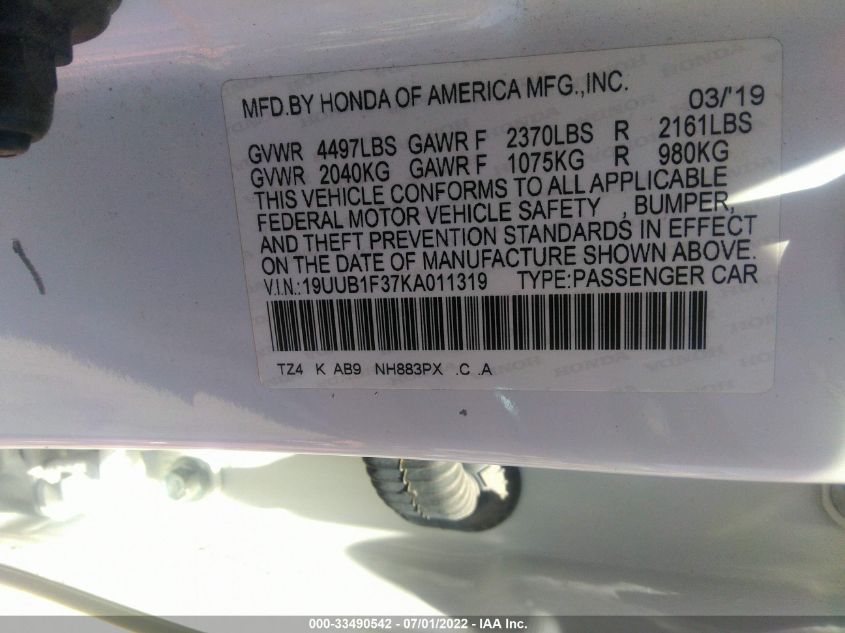 MFD.BY HONDA OF AMERICA MFG.,INC. 03/'19
GVWR 4497LBS GAWR F 2370LBS R 2161LBS
GVWR 2040KG GAWR F 1075KG R 980KG
THIS VEHICLE CONFORMS TO ALL APPLICABLE
FEDERAL MOTOR VEHICLE SAFETY , BUMPER,
AND THEFT PREVENTION STANDARDS IN EFFECT
ON THE DATE OF MANUFACTURE SHOWN ABOVE.
V.I.N.:19UUB1F37KA011319 TYPE:PASSENGER CAR
TZ4 K AB9 NH883PX .C .A
000-33490542 - 07/01/2022 - IAA Inc.